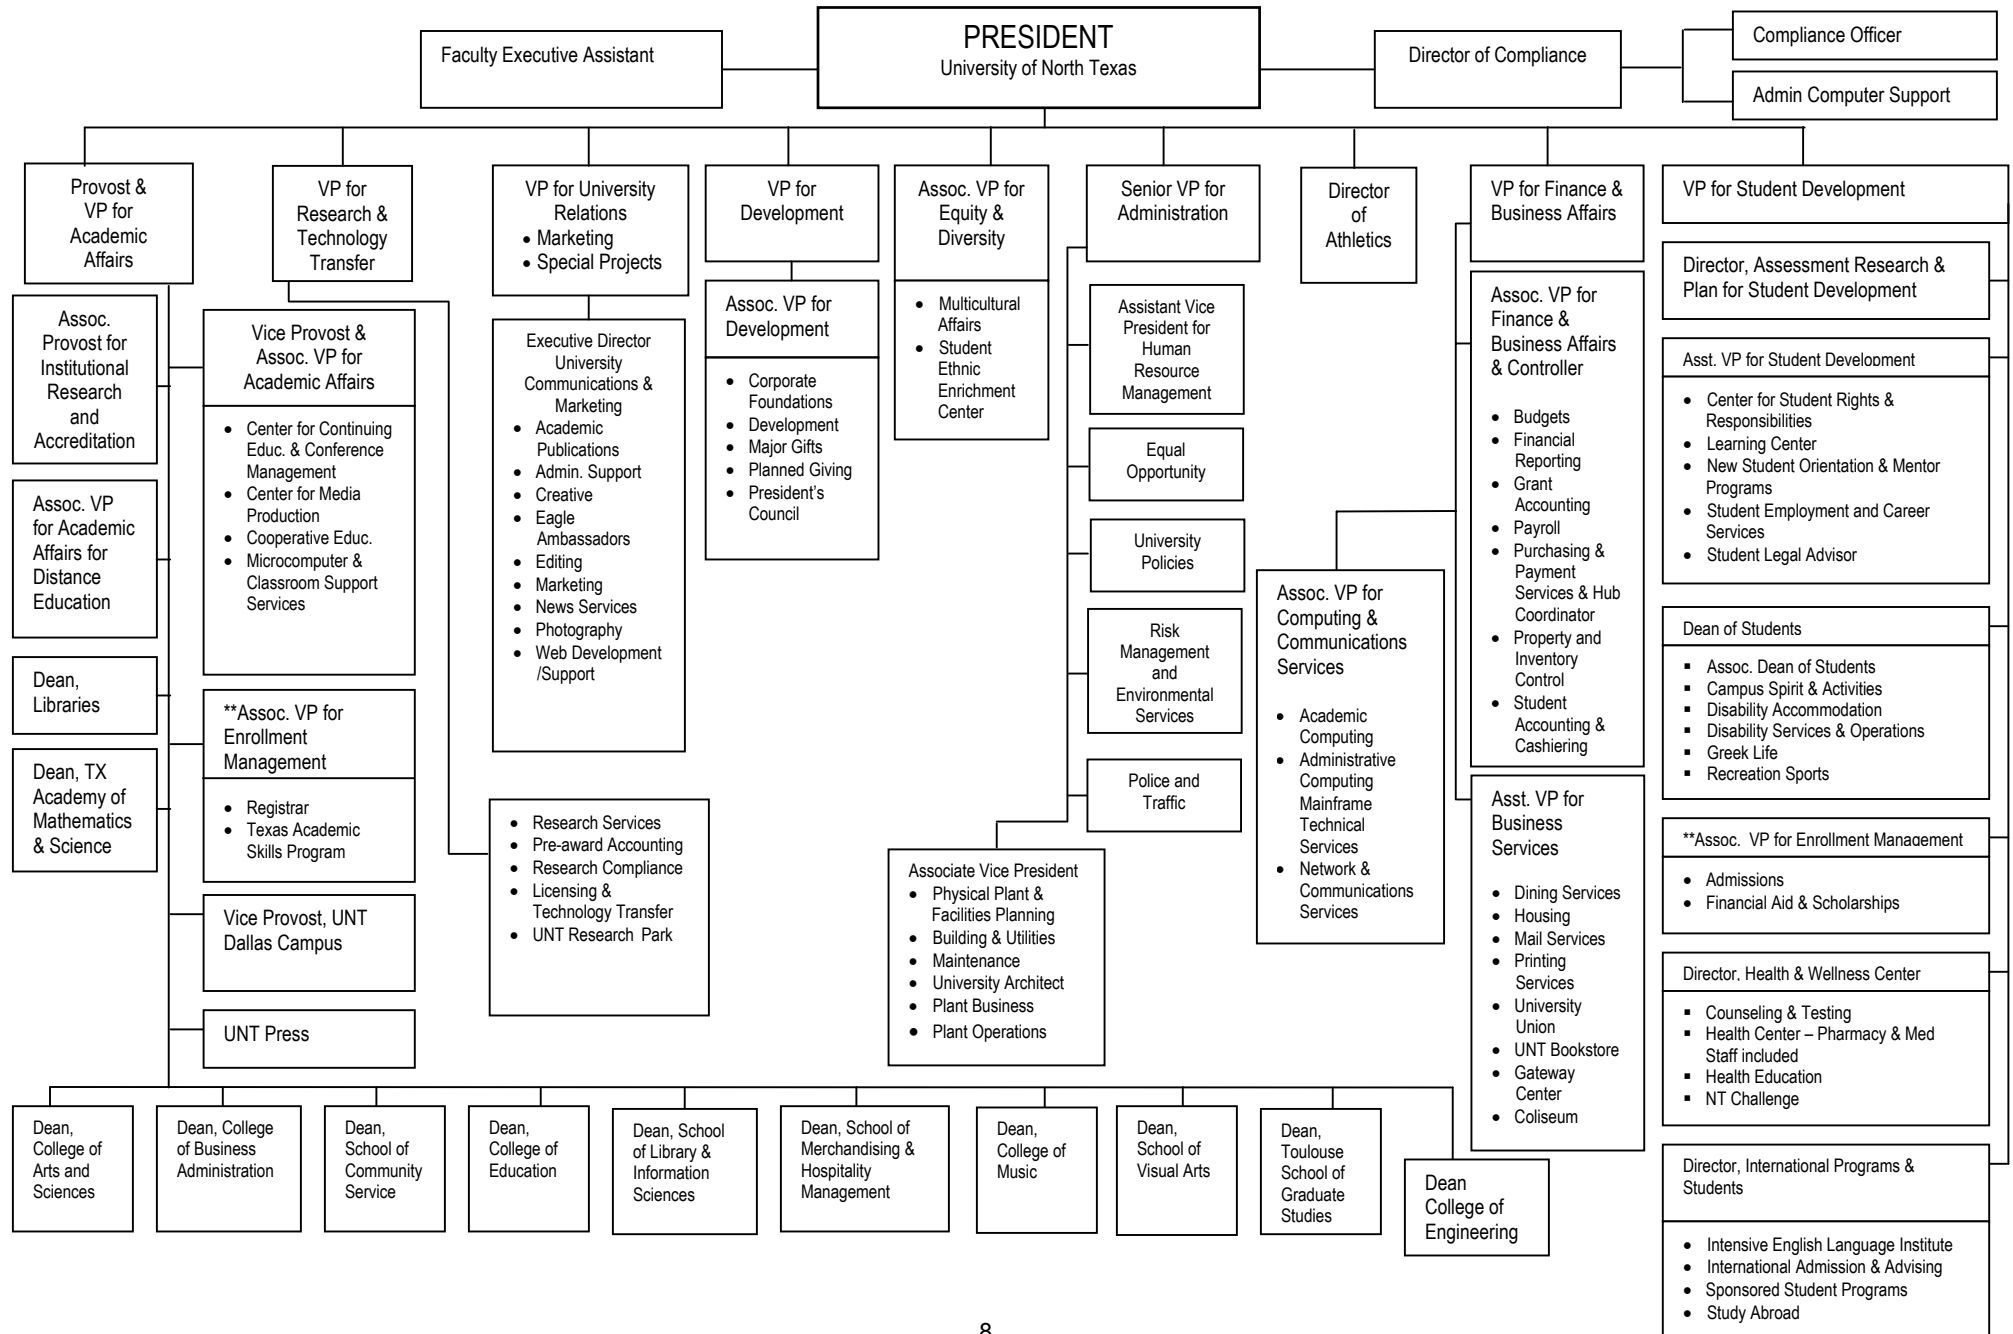 PRESIDENT
University of North Texas
Faculty Executive Assistant
Director of Compliance
Compliance Officer
Admin Computer Support
Provost &
VP for
Academic
Affairs
VP for
Research &
Technology
Transfer
VP for University
Relations
• Marketing
• Special Projects
VP for
Development
Assoc. VP for
Equity &
Diversity
Senior VP for
Administration
Director
of
Athletics
VP for Finance &
Business Affairs
VP for Student Development
Assoc.
Provost for
Institutional
Research
and
Accreditation
Assoc. VP
for Academic
Affairs for
Distance
Education
Dean,
Libraries
Dean, TX
Academy of
Mathematics
& Science
Vice Provost &
Assoc. VP for
Academic Affairs
• Center for Continuing
Educ. & Conference
Management
• Center for Media
Production
• Cooperative Educ.
• Microcomputer &
Classroom Support
Services
**Assoc. VP for
Enrollment
Management
• Registrar
• Texas Academic
Skills Program
Vice Provost, UNT
Dallas Campus
UNT Press
Executive Director
University
Communications &
Marketing
• Academic
Publications
• Admin. Support
• Creative
• Eagle
Ambassadors
• Editing
• Marketing
• News Services
• Photography
• Web Development
/Support
• Research Services
• Pre-award Accounting
• Research Compliance
• Licensing &
Technology Transfer
• UNT Research Park
Assoc. VP for
Development
• Corporate
Foundations
• Development
• Major Gifts
• Planned Giving
• President's
Council
• Multicultural
Affairs
• Student
Ethnic
Enrichment
Center
Assistant Vice
President for
Human
Resource
Management
Equal
Opportunity
University
Policies
Risk
Management
and
Environmental
Services
Police and
Traffic
Associate Vice President
• Physical Plant &
Facilities Planning
• Building & Utilities
• Maintenance
• University Architect
• Plant Business
• Plant Operations
Assoc. VP for
Computing &
Communications
Services
• Academic
Computing
• Administrative
Computing
Mainframe
Technical
Services
• Network &
Communications
Services
Assoc. VP for
Finance &
Business Affairs
& Controller
• Budgets
• Financial
Reporting
• Grant
Accounting
• Payroll
• Purchasing &
Payment
Services & Hub
Coordinator
• Property and
Inventory
Control
• Student
Accounting &
Cashiering
Asst. VP for
Business
Services
• Dining Services
• Housing
• Mail Services
• Printing
Services
• University
Union
• UNT Bookstore
• Gateway
Center
• Coliseum
Director, Assessment Research &
Plan for Student Development
Asst. VP for Student Development
• Center for Student Rights &
Responsibilities
• Learning Center
• New Student Orientation & Mentor
Programs
• Student Employment and Career
Services
• Student Legal Advisor
Dean of Students
▪ Assoc. Dean of Students
▪ Campus Spirit & Activities
▪ Disability Accommodation
▪ Disability Services & Operations
▪ Greek Life
▪ Recreation Sports
**Assoc. VP for Enrollment Management
• Admissions
• Financial Aid & Scholarships
Director, Health & Wellness Center
▪ Counseling & Testing
▪ Health Center – Pharmacy & Med
Staff included
▪ Health Education
▪ NT Challenge
Director, International Programs &
Students
• Intensive English Language Institute
• International Admission & Advising
• Sponsored Student Programs
• Study Abroad
Dean,
College of
Arts and
Sciences
Dean, College
of Business
Administration
Dean,
School of
Community
Service
Dean,
College of
Education
Dean, School
of Library &
Information
Sciences
Dean, School of
Merchandising &
Hospitality
Management
Dean,
College of
Music
Dean,
School of
Visual Arts
Dean,
Toulouse
School of
Graduate
Studies
Dean
College of
Engineering
8